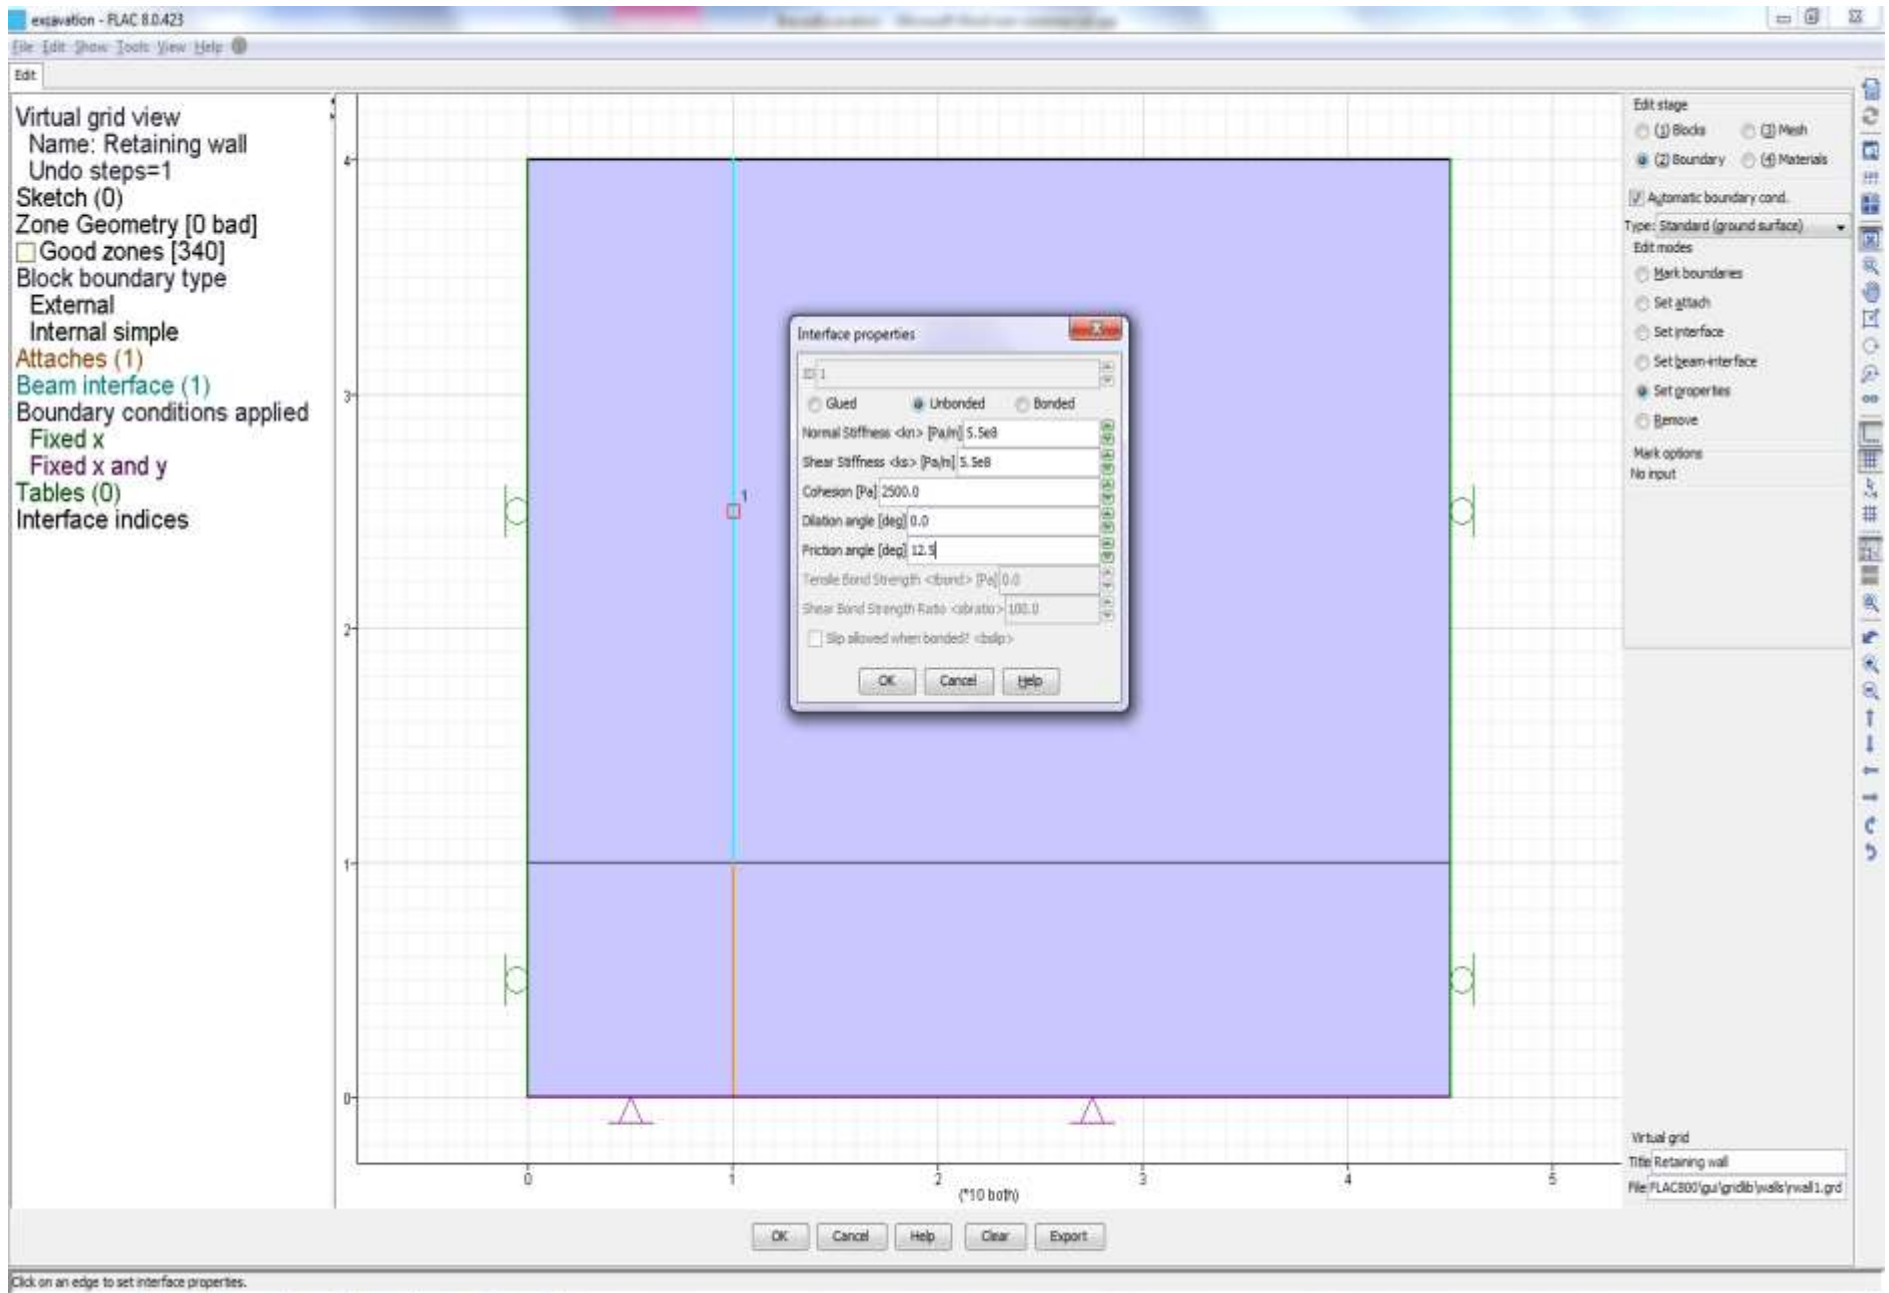 excavation - FLAC 8.0.423
File Edit Show Tools View Help
Edit
Virtual grid view
Name: Retaining wall
Undo steps=1
Sketch (0)
Zone Geometry [0 bad]
Good zones [340]
Block boundary type
External
Internal simple
Attaches (1)
Beam interface (1)
Boundary conditions applied
Fixed x
Fixed x and y
Tables (0)
Interface indices
4
3
2
1
0
0 1 2 3 4 5
(*10 both)
1
Interface properties
ID 1
Glued Unbonded Bonded
Normal Stiffness <kn> [Pa/m] 5.5e8
Shear Stiffness <ks> [Pa/m] 5.5e8
Cohesion [Pa] 2500.0
Dilation angle [deg] 0.0
Friction angle [deg] 12.5
Tensile Bond Strength <tbond> [Pa] 0.0
Shear Bond Strength Ratio <sbratio> 100.0
Slip allowed when bonded? <bslip>
OK Cancel Help
Edit stage
(1) Blocks (3) Mesh
(2) Boundary (4) Materials
Automatic boundary cond.
Type: Standard (ground surface)
Edit modes
Mark boundaries
Set attach
Set interface
Set beam-interface
Set properties
Remove
Mark options
No input
Virtual grid
Title Retaining wall
File FLAC800\gui\gridlib\walls\rwall1.grd
OK Cancel Help Clear Export
Click on an edge to set interface properties.